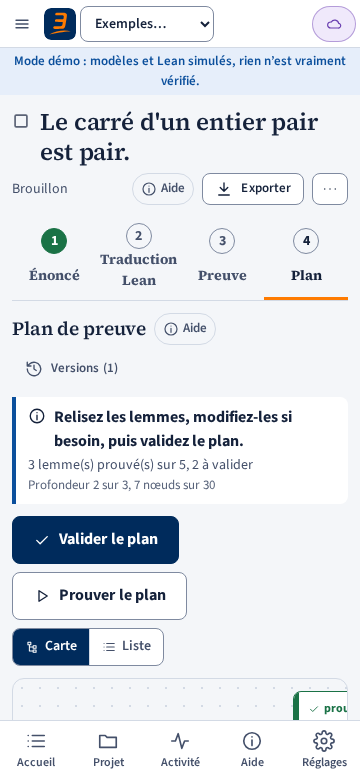 Exemples…
Mode démo : modèles et Lean simulés, rien n’est vraiment
vérifié.
Le carré d'un entier pair
est pair.
Brouillon
Aide
Exporter
1
2
3
4
Énoncé
Traduction
Lean
Preuve
Plan
Plan de preuve
Aide
Versions (1)
Relisez les lemmes, modifiez-les si
besoin, puis validez le plan.
3 lemme(s) prouvé(s) sur 5, 2 à valider
Profondeur 2 sur 3, 7 nœuds sur 30
Valider le plan
Prouver le plan
Carte
Liste
Accueil
Projet
Activité
Aide
Réglages